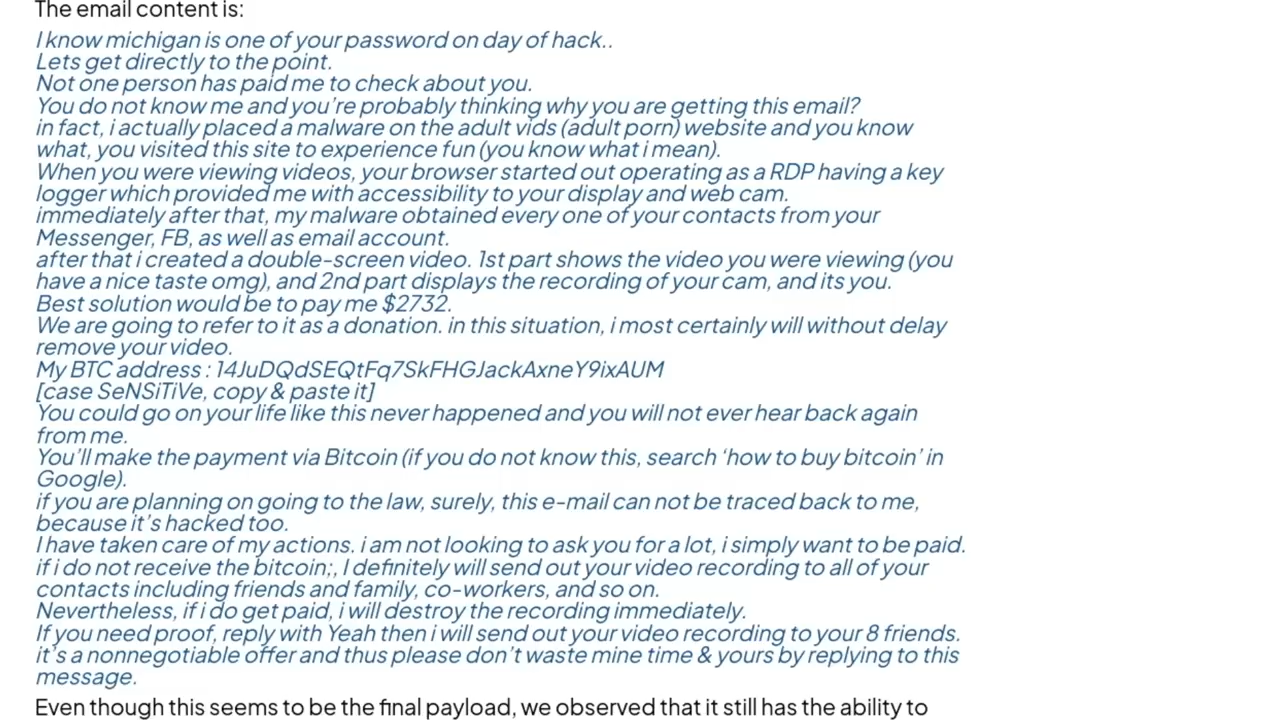 The email content is:
I know michigan is one of your password on day of hack..
Lets get directly to the point.
Not one person has paid me to check about you.
You do not know me and you're probably thinking why you are getting this email?
in fact, i actually placed a malware on the adult vids (adult porn) website and you know
what, you visited this site to experience fun (you know what i mean).
When you were viewing videos, your browser started out operating as a RDP having a key
logger which provided me with accessibility to your display and web cam.
immediately after that, my malware obtained every one of your contacts from your
Messenger, FB, as well as email account.
after that i created a double-screen video. 1st part shows the video you were viewing (you
have a nice taste omg), and 2nd part displays the recording of your cam, and its you.
Best solution would be to pay me $2732.
We are going to refer to it as a donation. in this situation, i most certainly will without delay
remove your video.
My BTC address : 14JuDQdSEQtFq7SkFHGJackAxneY9ixAUM
[case SeNSiTiVe, copy & paste it]
You could go on your life like this never happened and you will not ever hear back again
from me.
You'll make the payment via Bitcoin (if you do not know this, search 'how to buy bitcoin' in
Google).
if you are planning on going to the law, surely, this e-mail can not be traced back to me,
because it's hacked too.
I have taken care of my actions. i am not looking to ask you for a lot, i simply want to be paid.
if i do not receive the bitcoin;, I definitely will send out your video recording to all of your
contacts including friends and family, co-workers, and so on.
Nevertheless, if i do get paid, i will destroy the recording immediately.
If you need proof, reply with Yeah then i will send out your video recording to your 8 friends.
it's a nonnegotiable offer and thus please don't waste mine time & yours by replying to this
message.
Even though this seems to be the final payload, we observed that it still has the ability to